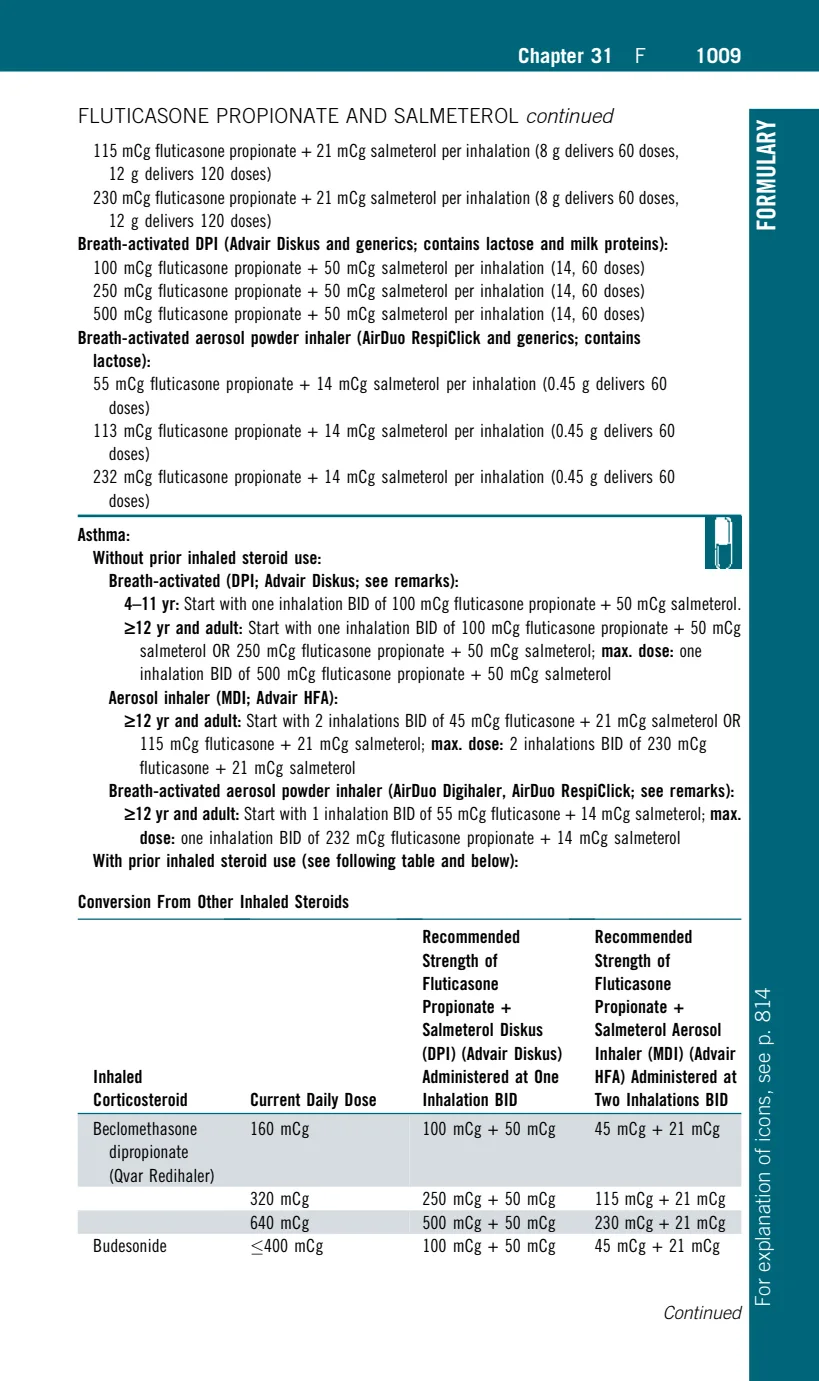 Chapter 31 F 1009
FLUTICASONE PROPIONATE AND SALMETEROL continued
115 mCg fluticasone propionate + 21 mCg salmeterol per inhalation (8 g delivers 60 doses,
12 g delivers 120 doses)
230 mCg fluticasone propionate + 21 mCg salmeterol per inhalation (8 g delivers 60 doses,
12 g delivers 120 doses)
Breath-activated DPI (Advair Diskus and generics; contains lactose and milk proteins):
100 mCg fluticasone propionate + 50 mCg salmeterol per inhalation (14, 60 doses)
250 mCg fluticasone propionate + 50 mCg salmeterol per inhalation (14, 60 doses)
500 mCg fluticasone propionate + 50 mCg salmeterol per inhalation (14, 60 doses)
Breath-activated aerosol powder inhaler (AirDuo RespiClick and generics; contains
lactose):
55 mCg fluticasone propionate + 14 mCg salmeterol per inhalation (0.45 g delivers 60
doses)
113 mCg fluticasone propionate + 14 mCg salmeterol per inhalation (0.45 g delivers 60
doses)
232 mCg fluticasone propionate + 14 mCg salmeterol per inhalation (0.45 g delivers 60
doses)
Asthma:
Without prior inhaled steroid use:
Breath-activated (DPI; Advair Diskus; see remarks):
4–11 yr: Start with one inhalation BID of 100 mCg fluticasone propionate + 50 mCg salmeterol.
≥12 yr and adult: Start with one inhalation BID of 100 mCg fluticasone propionate + 50 mCg
salmeterol OR 250 mCg fluticasone propionate + 50 mCg salmeterol; max. dose: one
inhalation BID of 500 mCg fluticasone propionate + 50 mCg salmeterol
Aerosol inhaler (MDI; Advair HFA):
≥12 yr and adult: Start with 2 inhalations BID of 45 mCg fluticasone + 21 mCg salmeterol OR
115 mCg fluticasone + 21 mCg salmeterol; max. dose: 2 inhalations BID of 230 mCg
fluticasone + 21 mCg salmeterol
Breath-activated aerosol powder inhaler (AirDuo Digihaler, AirDuo RespiClick; see remarks):
≥12 yr and adult: Start with 1 inhalation BID of 55 mCg fluticasone + 14 mCg salmeterol; max.
dose: one inhalation BID of 232 mCg fluticasone propionate + 14 mCg salmeterol
With prior inhaled steroid use (see following table and below):
Conversion From Other Inhaled Steroids
Inhaled
Corticosteroid
Current Daily Dose
Recommended
Strength of
Fluticasone
Propionate +
Salmeterol Diskus
(DPI) (Advair Diskus)
Administered at One
Inhalation BID
Recommended
Strength of
Fluticasone
Propionate +
Salmeterol Aerosol
Inhaler (MDI) (Advair
HFA) Administered at
Two Inhalations BID
Beclomethasone 160 mCg 100 mCg + 50 mCg 45 mCg + 21 mCg
dipropionate
(Qvar Redihaler)
320 mCg 250 mCg + 50 mCg 115 mCg + 21 mCg
640 mCg 500 mCg + 50 mCg 230 mCg + 21 mCg
Budesonide ≤400 mCg 100 mCg + 50 mCg 45 mCg + 21 mCg
Continued
FORMULARY
For explanation of icons, see p. 814